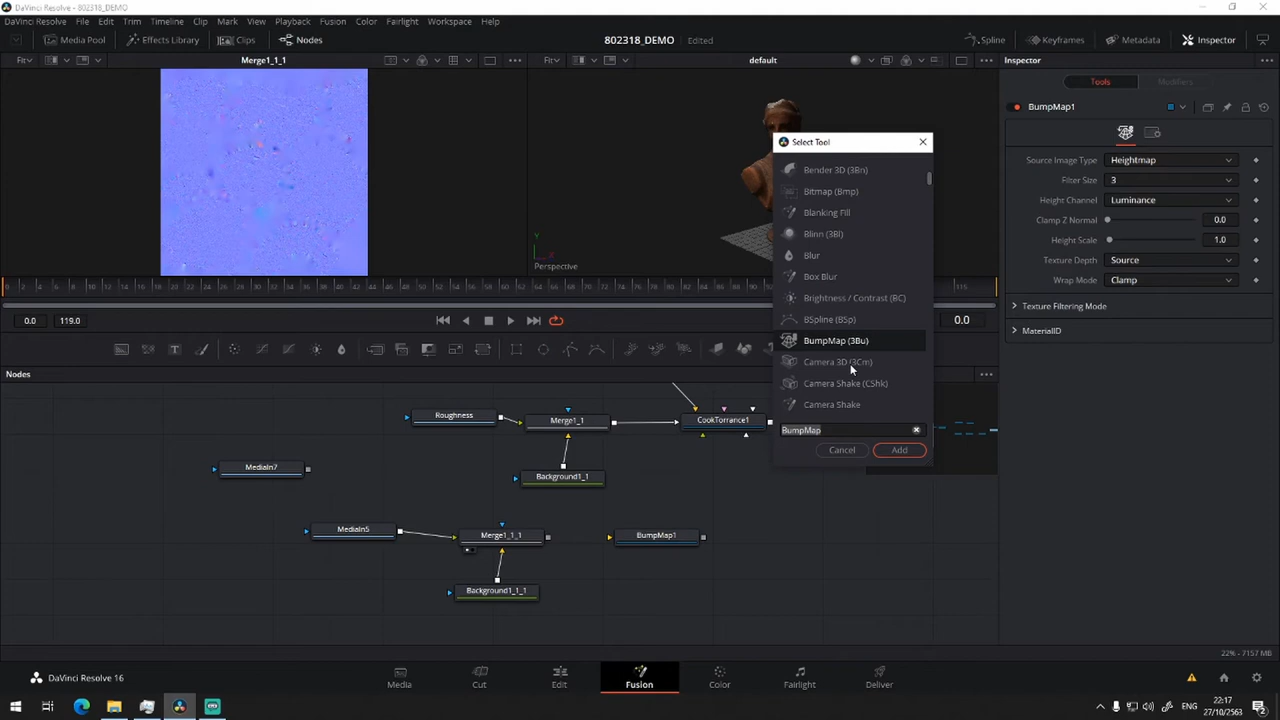 DaVinci Resolve - 802318_DEMO
DaVinci Resolve File Edit Trim Timeline Clip Mark View Playback Fusion Color Fairlight Workspace Help
Media Pool Effects Library Clips Nodes 802318_DEMO Edited Spline Keyframes Metadata Inspector
Fit Merge1_1_1 Fit default Inspector
Tools Modifiers
BumpMap1
Source Image Type Heightmap
Filter Size 3
Height Channel Luminance
Clamp Z Normal 0.0
Height Scale 1.0
Texture Depth Source
Wrap Mode Clamp
Texture Filtering Mode
MaterialID
Y
Perspective
Select Tool
Bender 3D (3Bn)
Bitmap (Bmp)
Blanking Fill
Blinn (3Bl)
Blur
Box Blur
Brightness / Contrast (BC)
BSpline (BSp)
BumpMap (3Bu)
Camera 3D (3Cm)
Camera Shake (CShk)
Camera Shake
BumpMap
Cancel Add
0.0 119.0 0.0
Nodes
Roughness Merge1_1 CookTorrance1
MediaIn7 Background1_1
MediaIn5 Merge1_1_1 BumpMap1
Background1_1_1
22% - 7157 MB
DaVinci Resolve 16
Media Cut Edit Fusion Color Fairlight Deliver
ENG 22:17
27/10/2563